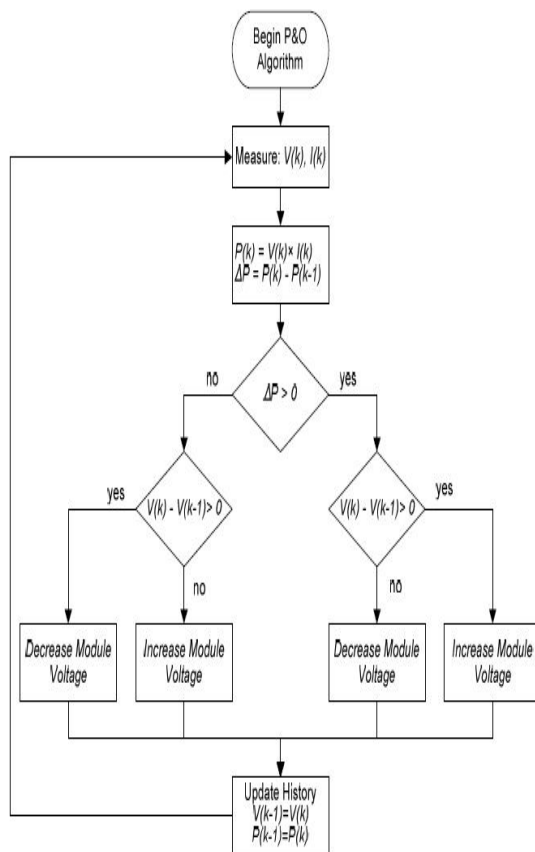 Begin P&O
Algorithm
Measure: V(k), I(k)
P(k) = V(k)× I(k)
ΔP = P(k) - P(k-1)
no
yes
ΔP > 0
yes
V(k) - V(k-1)> 0
V(k) - V(k-1)> 0
yes
no
no
Decrease Module
Voltage
Increase Module
Voltage
Decrease Module
Voltage
Increase Module
Voltage
Update History
V(k-1)=V(k)
P(k-1)=P(k)